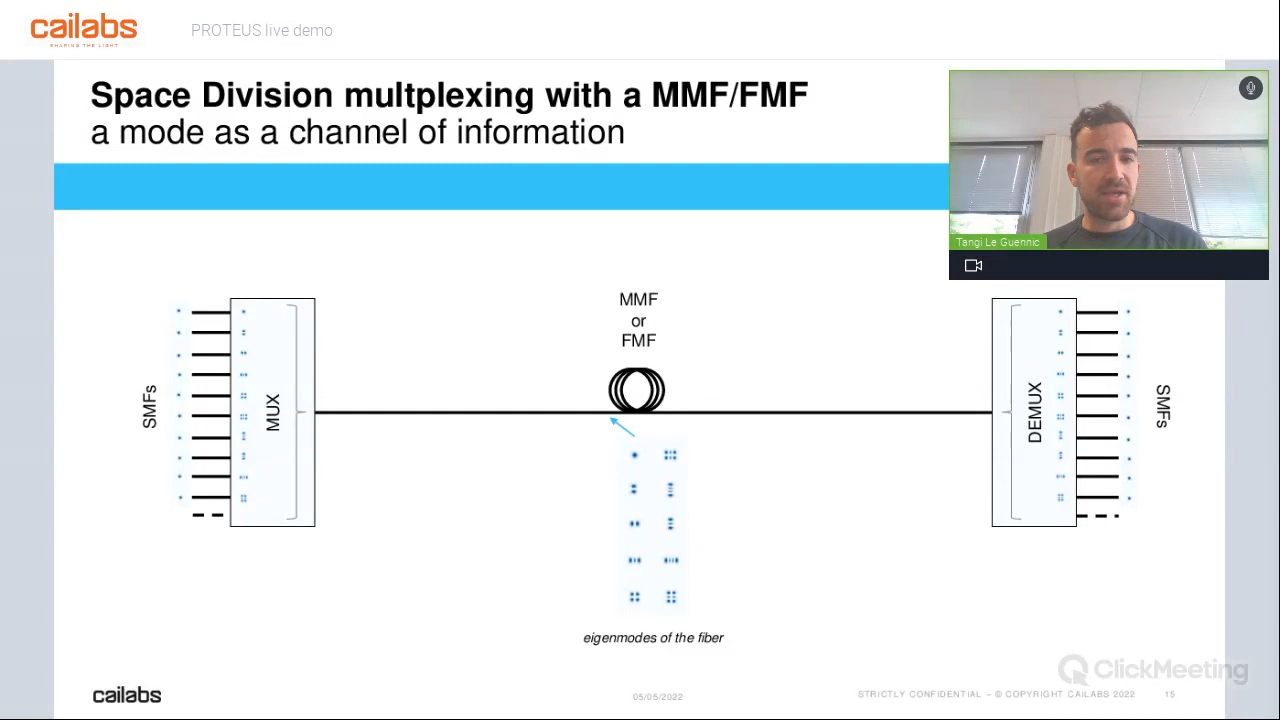 cailabs
SHAPING THE LIGHT
PROTEUS live demo
Space Division multplexing with a MMF/FMF
a mode as a channel of information
Tangi Le Guennic
MMF
or
FMF
SMFs
MUX
DEMUX
SMFs
eigenmodes of the fiber
ClickMeeting
cailabs
05/05/2022
STRICTLY CONFIDENTIAL – © COPYRIGHT CAILABS 2022
15